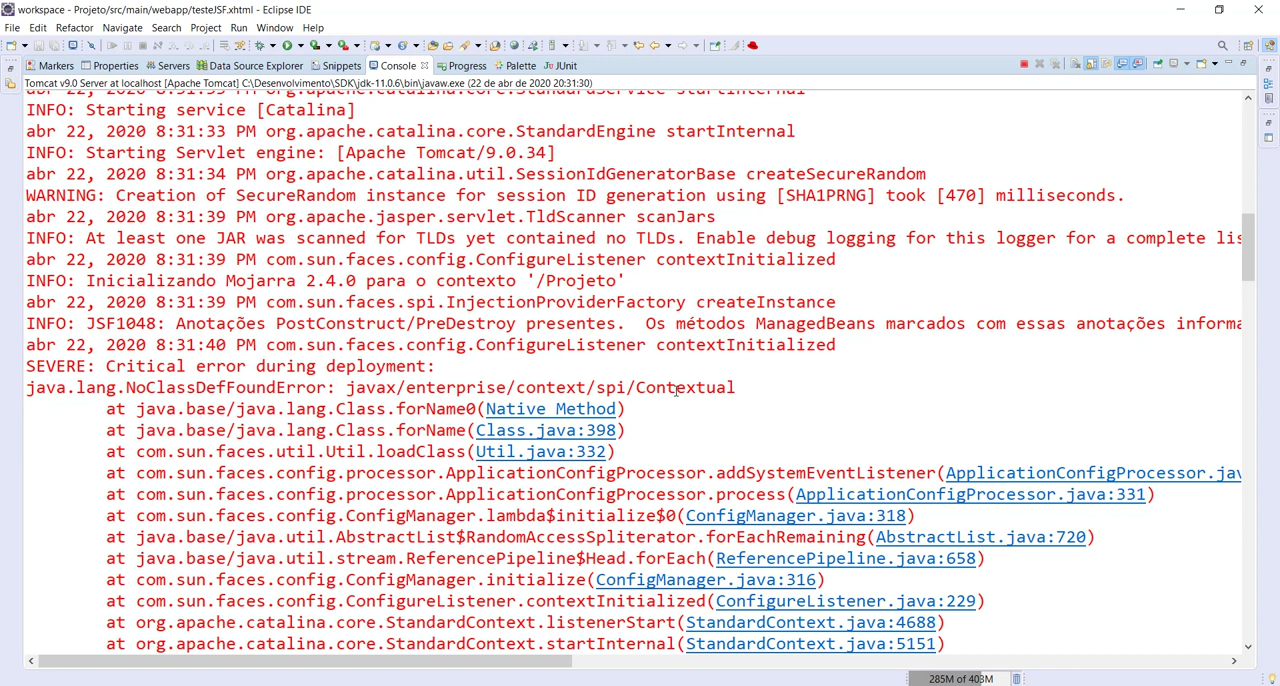 workspace - Projeto/src/main/webapp/testeJSF.xhtml - Eclipse IDE
File Edit Refactor Navigate Search Project Run Window Help
Markers Properties Servers Data Source Explorer Snippets Console Progress Palette JUnit
Tomcat v9.0 Server at localhost [Apache Tomcat] C:\Desenvolvimento\SDK\jdk-11.0.6\bin\javaw.exe (22 de abr de 2020 20:31:30)
abr 22, 2020 8:31:33 PM org.apache.catalina.core.StandardService startInternal
INFO: Starting service [Catalina]
abr 22, 2020 8:31:33 PM org.apache.catalina.core.StandardEngine startInternal
INFO: Starting Servlet engine: [Apache Tomcat/9.0.34]
abr 22, 2020 8:31:34 PM org.apache.catalina.util.SessionIdGeneratorBase createSecureRandom
WARNING: Creation of SecureRandom instance for session ID generation using [SHA1PRNG] took [470] milliseconds.
abr 22, 2020 8:31:39 PM org.apache.jasper.servlet.TldScanner scanJars
INFO: At least one JAR was scanned for TLDs yet contained no TLDs. Enable debug logging for this logger for a complete lis
abr 22, 2020 8:31:39 PM com.sun.faces.config.ConfigureListener contextInitialized
INFO: Inicializando Mojarra 2.4.0 para o contexto '/Projeto'
abr 22, 2020 8:31:39 PM com.sun.faces.spi.InjectionProviderFactory createInstance
INFO: JSF1048: Anotações PostConstruct/PreDestroy presentes.  Os métodos ManagedBeans marcados com essas anotações informa
abr 22, 2020 8:31:40 PM com.sun.faces.config.ConfigureListener contextInitialized
SEVERE: Critical error during deployment:
java.lang.NoClassDefFoundError: javax/enterprise/context/spi/Contextual
at java.base/java.lang.Class.forName0(Native Method)
at java.base/java.lang.Class.forName(Class.java:398)
at com.sun.faces.util.Util.loadClass(Util.java:332)
at com.sun.faces.config.processor.ApplicationConfigProcessor.addSystemEventListener(ApplicationConfigProcessor.jav
at com.sun.faces.config.processor.ApplicationConfigProcessor.process(ApplicationConfigProcessor.java:331)
at com.sun.faces.config.ConfigManager.lambda$initialize$0(ConfigManager.java:318)
at java.base/java.util.AbstractList$RandomAccessSpliterator.forEachRemaining(AbstractList.java:720)
at java.base/java.util.stream.ReferencePipeline$Head.forEach(ReferencePipeline.java:658)
at com.sun.faces.config.ConfigManager.initialize(ConfigManager.java:316)
at com.sun.faces.config.ConfigureListener.contextInitialized(ConfigureListener.java:229)
at org.apache.catalina.core.StandardContext.listenerStart(StandardContext.java:4688)
at org.apache.catalina.core.StandardContext.startInternal(StandardContext.java:5151)
285M of 403M